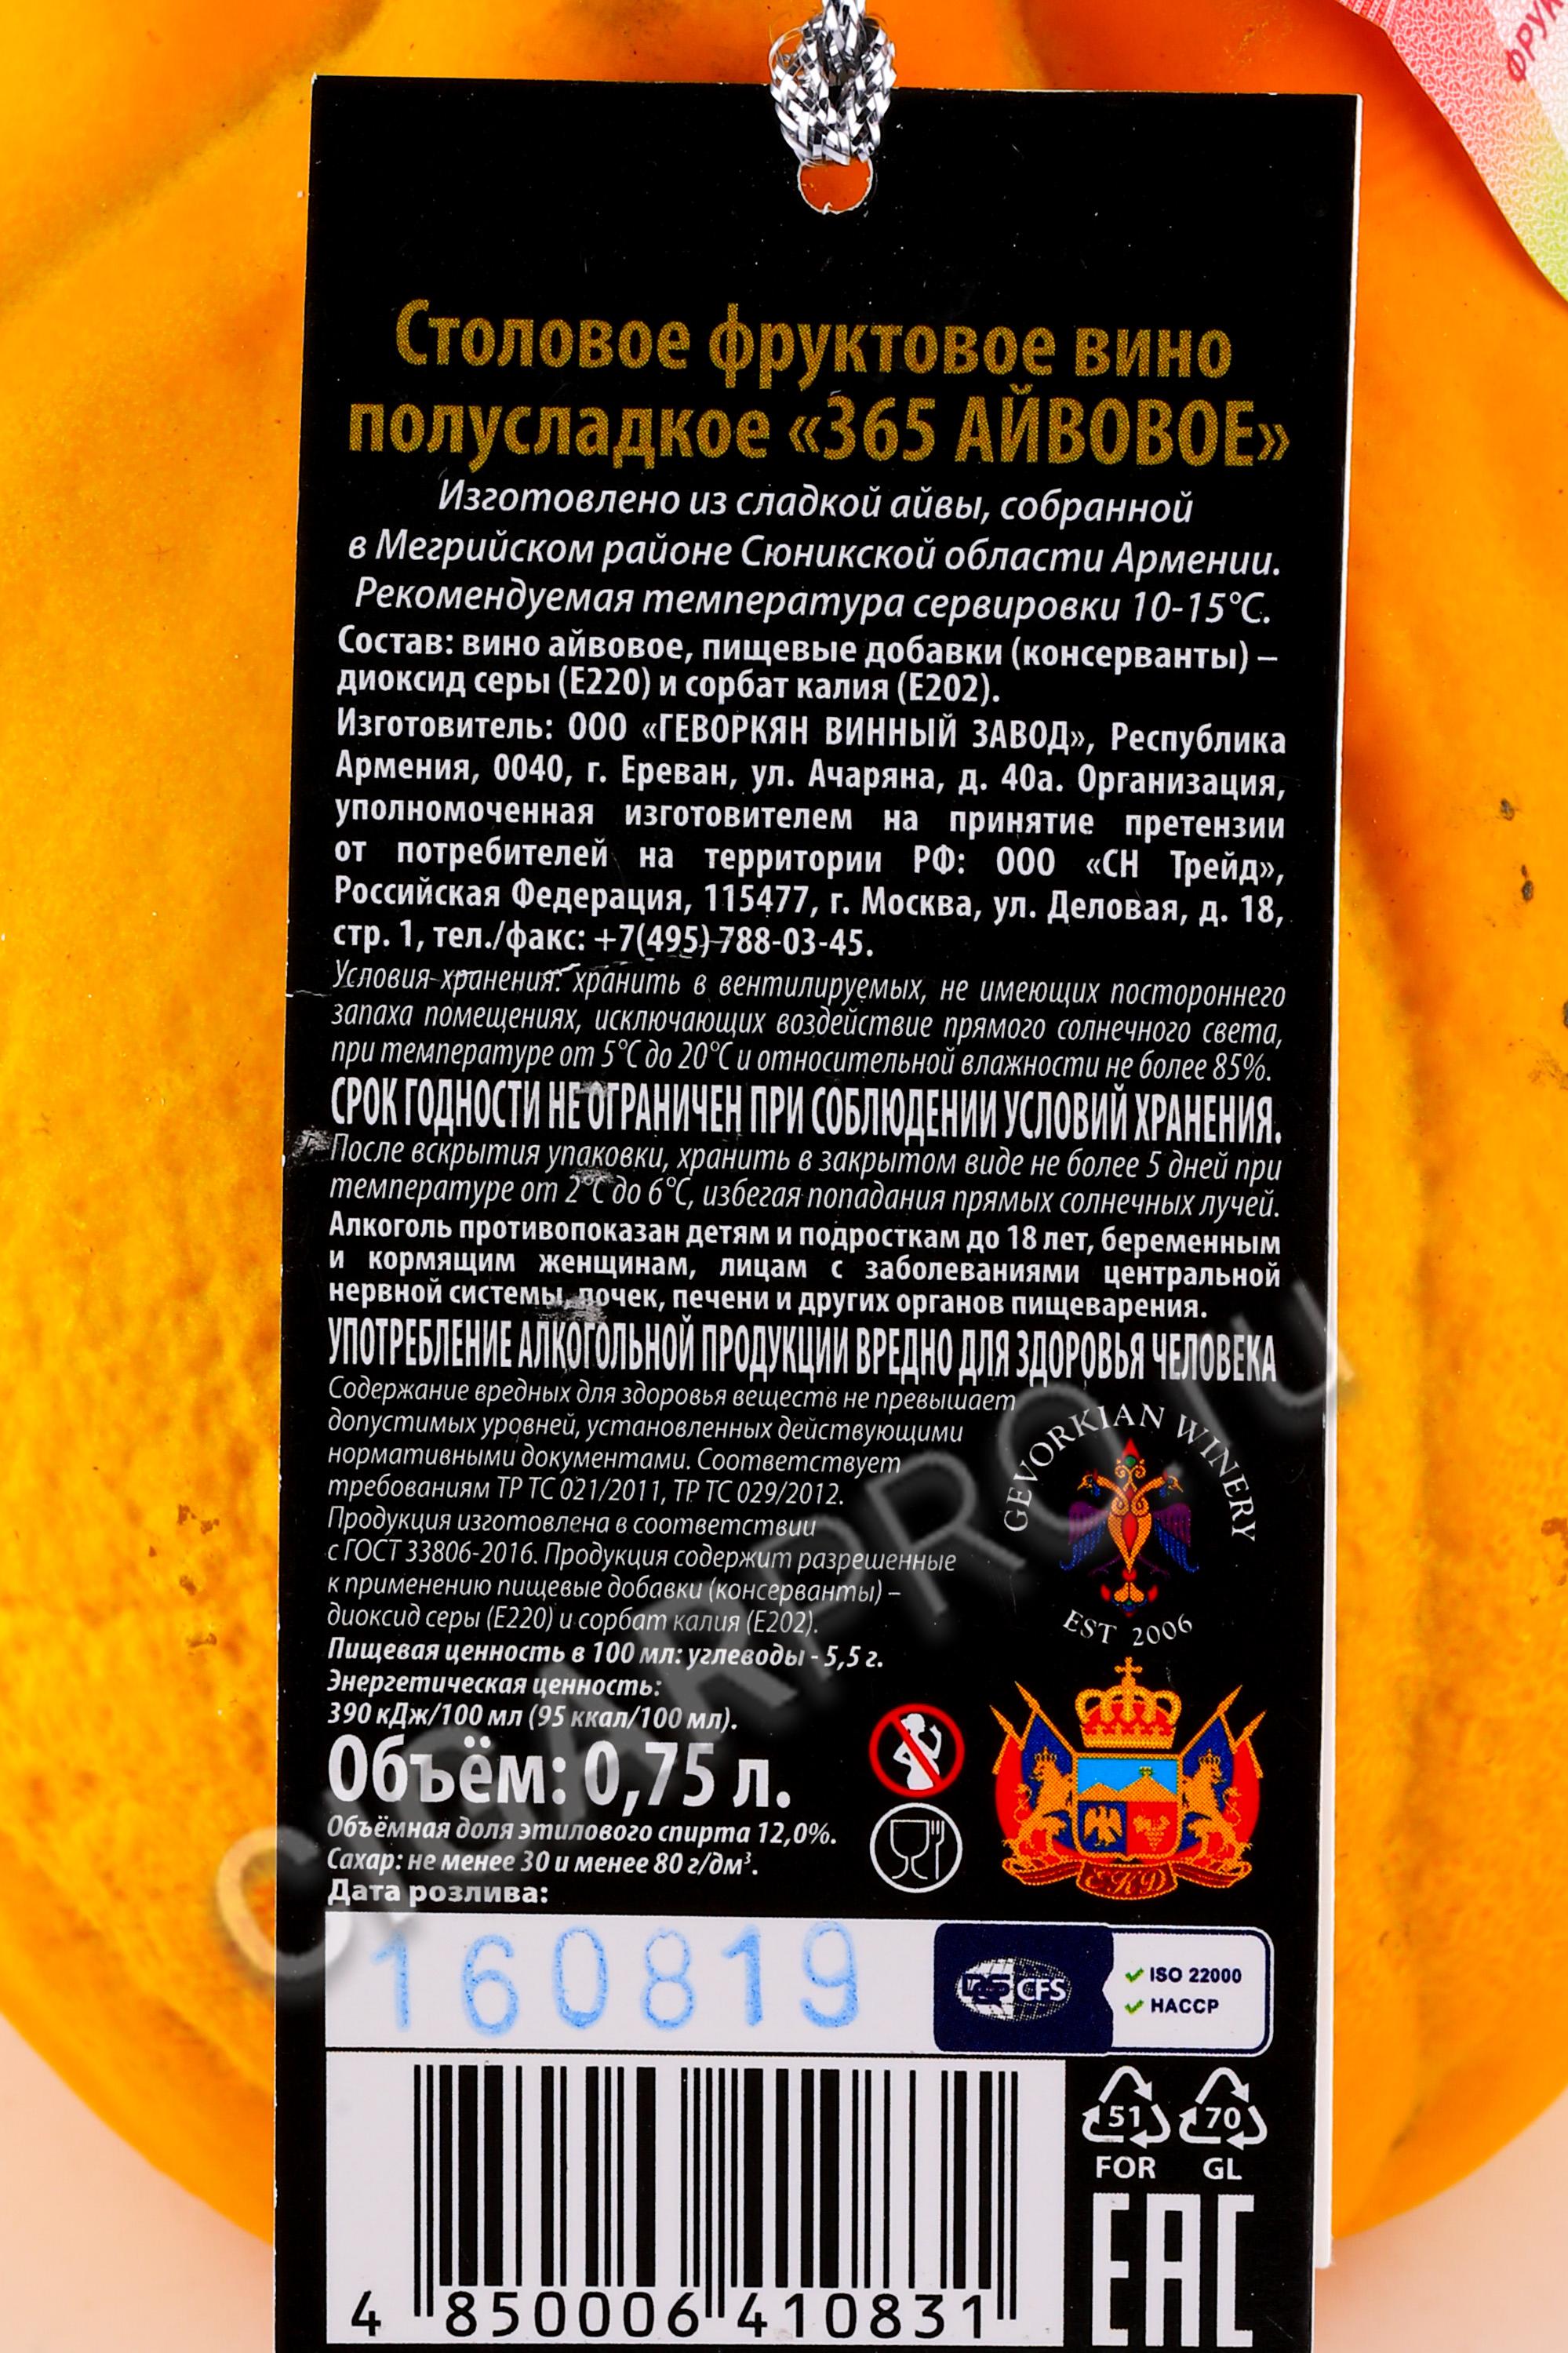 ФРУК
Столовое фруктовое вино
полусладкое «365 АЙВОВОЕ»
Изготовлено из сладкой айвы, собранной
в Мегрийском районе Сюникской области Армении.
Рекомендуемая температура сервировки 10-15°С.
Состав: вино айвовое, пищевые добавки (консерванты) –
диоксид серы (Е220) и сорбат калия (Е202).
Изготовитель: ООО «ГЕВОРКЯН ВИННЫЙ ЗАВОД», Республика
Армения, 0040, г. Ереван, ул. Ачаряна, д. 40а. Организация,
уполномоченная изготовителем на принятие претензии
от потребителей на территории РФ: ООО «СН Трейд»,
Российская Федерация, 115477, г. Москва, ул. Деловая, д. 18,
стр. 1, тел./факс: +7(495) 788-03-45.
Условия хранения: хранить в вентилируемых, не имеющих постороннего
запаха помещениях, исключающих воздействие прямого солнечного света,
при температуре от 5°С до 20°С и относительной влажности не более 85%.
СРОК ГОДНОСТИ НЕ ОГРАНИЧЕН ПРИ СОБЛЮДЕНИИ УСЛОВИЙ ХРАНЕНИЯ.
После вскрытия упаковки, хранить в закрытом виде не более 5 дней при
температуре от 2°С до 6°С, избегая попадания прямых солнечных лучей.
Алкоголь противопоказан детям и подросткам до 18 лет, беременным
и кормящим женщинам, лицам с заболеваниями центральной
нервной системы, почек, печени и других органов пищеварения.
УПОТРЕБЛЕНИЕ АЛКОГОЛЬНОЙ ПРОДУКЦИИ ВРЕДНО ДЛЯ ЗДОРОВЬЯ ЧЕЛОВЕКА
Содержание вредных для здоровья веществ не превышает
допустимых уровней, установленных действующими
нормативными документами. Соответствует
требованиям ТР ТС 021/2011, ТР ТС 029/2012.
Продукция изготовлена в соответствии
с ГОСТ 33806-2016. Продукция содержит разрешенные
к применению пищевые добавки (консерванты) –
диоксид серы (Е220) и сорбат калия (Е202).
GEVORKIAN WINERY
EST 2006
Пищевая ценность в 100 мл: углеводы - 5,5 г.
Энергетическая ценность:
390 кДж/100 мл (95 ккал/100 мл).
Объём: 0,75 л.
Объёмная доля этилового спирта 12,0%.
Сахар: не менее 30 и менее 80 г/дм³.
Дата розлива:
160819
CFS
ISO 22000
HACCP
51 70
FOR GL
EAC
4 850006 410831
CIGARPRO.ru